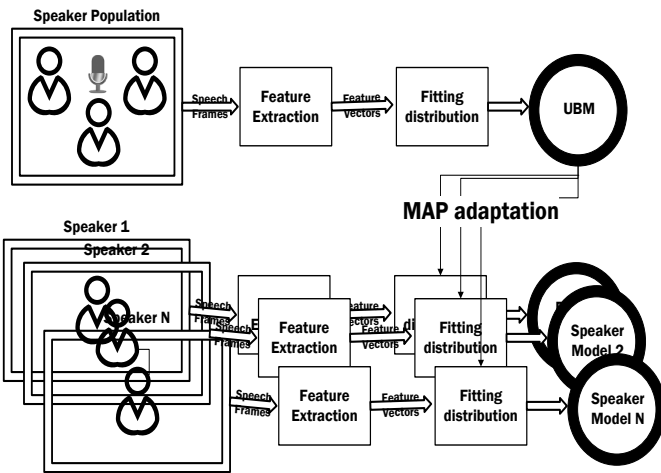 Speaker Population
Speech
Frames
Feature
Extraction
Feature
Vectors
Fitting
distribution
UBM
MAP adaptation
Speaker 1
Speaker 2
Speaker N
Speech
Frames
Feature
Vectors
Speech
Frames
Feature
Extraction
Feature
Vectors
Fitting
distribution
Speaker
Model 2
Speech
Frames
Feature
Extraction
Feature
Vectors
Fitting
distribution
Speaker
Model N